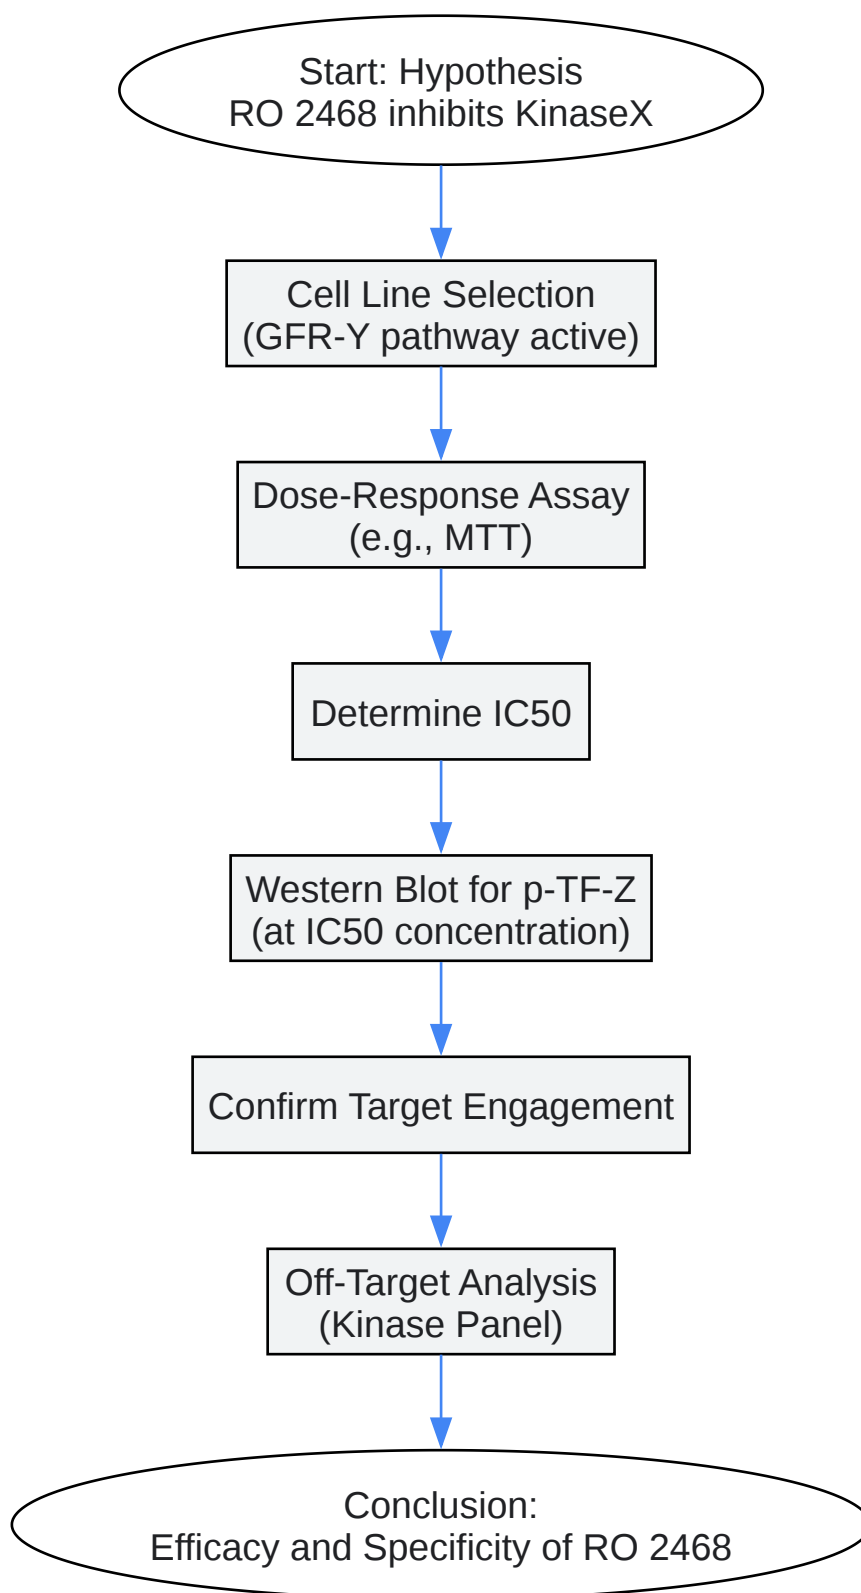 Start: Hypothesis
RO 2468 inhibits KinaseX
Cell Line Selection
(GFR-Y pathway active)
Dose-Response Assay
(e.g., MTT)
Determine IC50
Western Blot for p-TF-Z
(at IC50 concentration)
Confirm Target Engagement
Off-Target Analysis
(Kinase Panel)
Conclusion:
Efficacy and Specificity of RO 2468